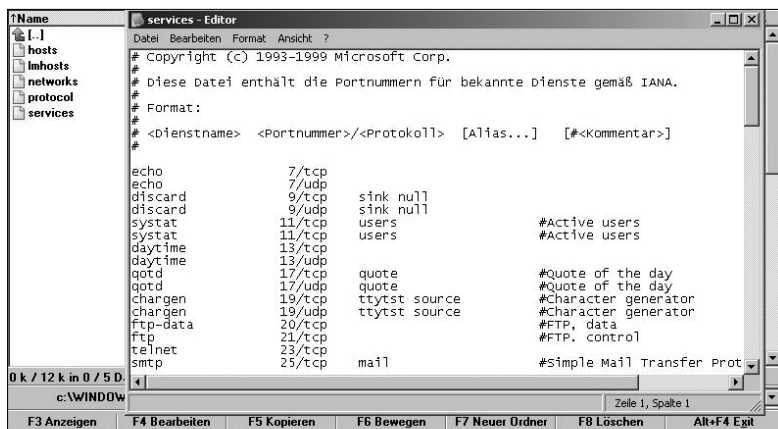 ↑Name
[..]
hosts
lmhosts
networks
protocol
services
0 k / 12 k in 0 / 5 D
c:\WINDOW
services - Editor
Datei Bearbeiten Format Ansicht ?
# Copyright (c) 1993-1999 Microsoft Corp.
#
# Diese Datei enthält die Portnummern für bekannte Dienste gemäß IANA.
#
# Format:
#
# <Dienstname> <Portnummer>/<Protokoll> [Alias...] [#<Kommentar>]
#
echo 7/tcp
echo 7/udp
discard 9/tcp sink null
discard 9/udp sink null
systat 11/tcp users #Active users
systat 11/tcp users #Active users
daytime 13/tcp
daytime 13/udp
qotd 17/tcp quote #Quote of the day
qotd 17/udp quote #Quote of the day
chargen 19/tcp ttytst source #Character generator
chargen 19/udp ttytst source #Character generator
ftp-data 20/tcp #FTP, data
ftp 21/tcp #FTP. control
telnet 23/tcp
smtp 25/tcp mail #Simple Mail Transfer Prot
Zeile 1, Spalte 1
F3 Anzeigen F4 Bearbeiten F5 Kopieren F6 Bewegen F7 Neuer Ordner F8 Löschen Alt+F4 Exit